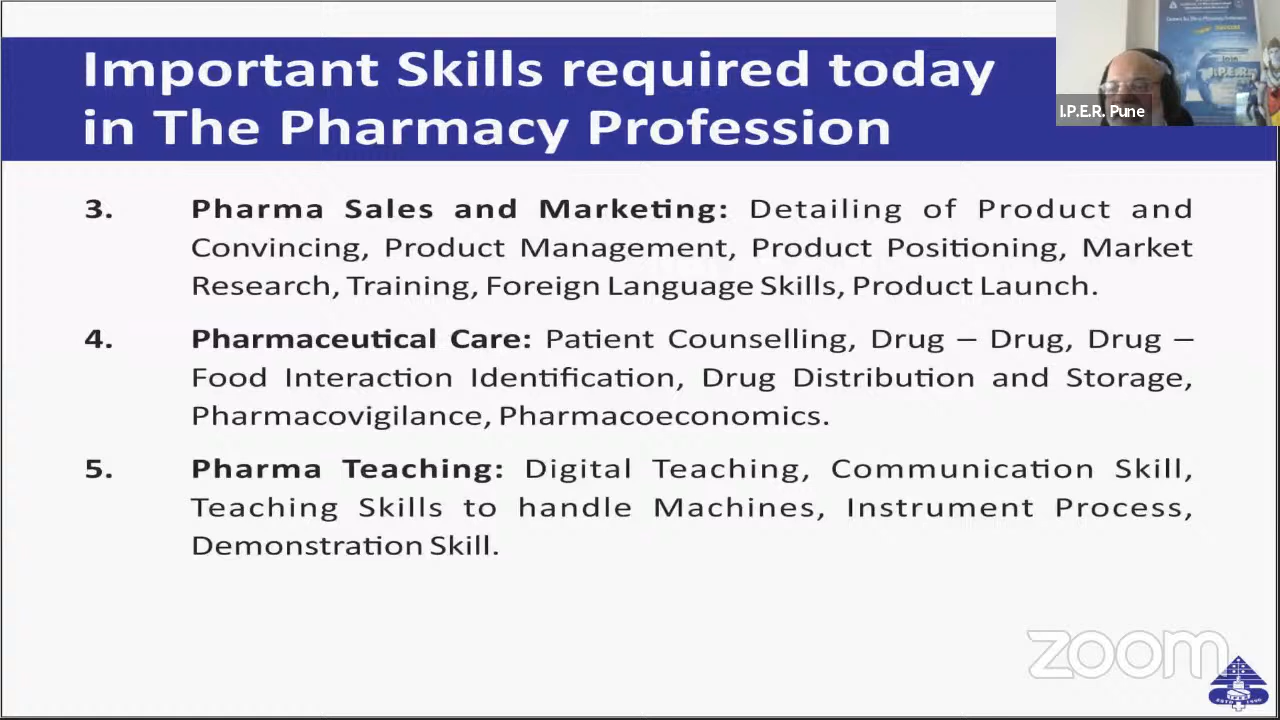 Important Skills required today
in The Pharmacy Profession
I.P.E.R. Pune
3. Pharma Sales and Marketing: Detailing of Product and
Convincing, Product Management, Product Positioning, Market
Research, Training, Foreign Language Skills, Product Launch.
4. Pharmaceutical Care: Patient Counselling, Drug – Drug, Drug –
Food Interaction Identification, Drug Distribution and Storage,
Pharmacovigilance, Pharmacoeconomics.
5. Pharma Teaching: Digital Teaching, Communication Skill,
Teaching Skills to handle Machines, Instrument Process,
Demonstration Skill.
zoom